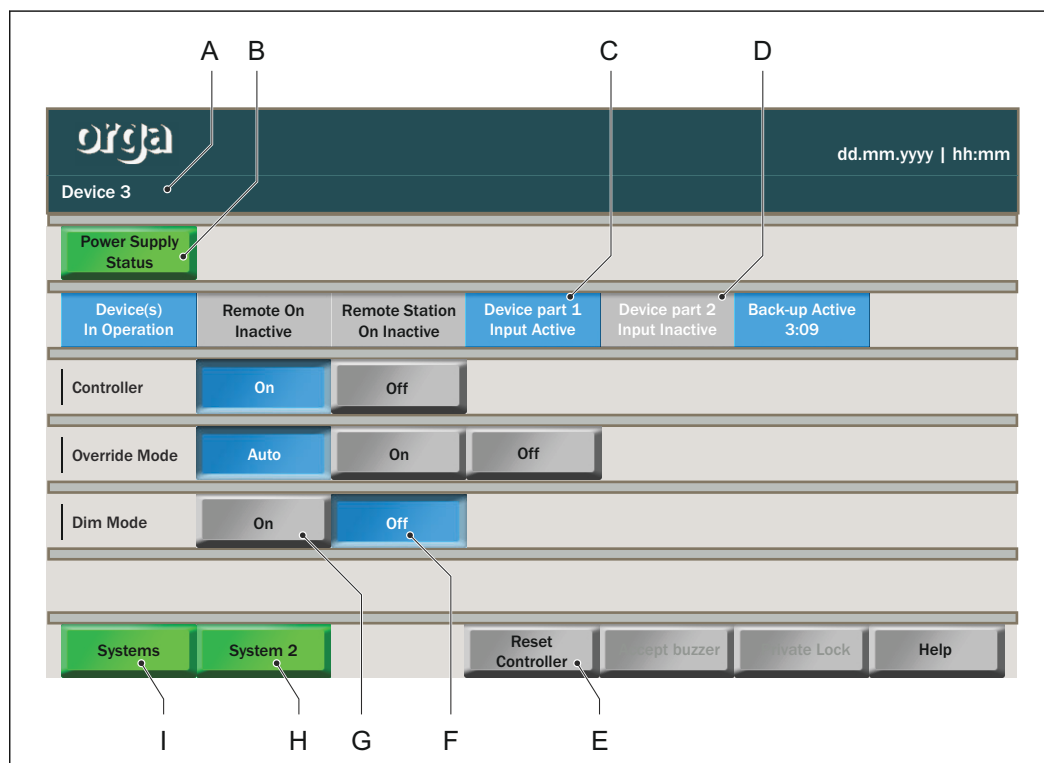 A B C D
orga
dd.mm.yyyy | hh:mm
Device 3
Power Supply
Status
Device(s)
In Operation
Remote On
Inactive
Remote Station
On Inactive
Device part 1
Input Active
Device part 2
Input Inactive
Back-up Active
3:09
Controller
On
Off
Override Mode
Auto
On
Off
Dim Mode
On
Off
Systems
System 2
Reset
Controller
buzzer
Lock
Help
I H G F E